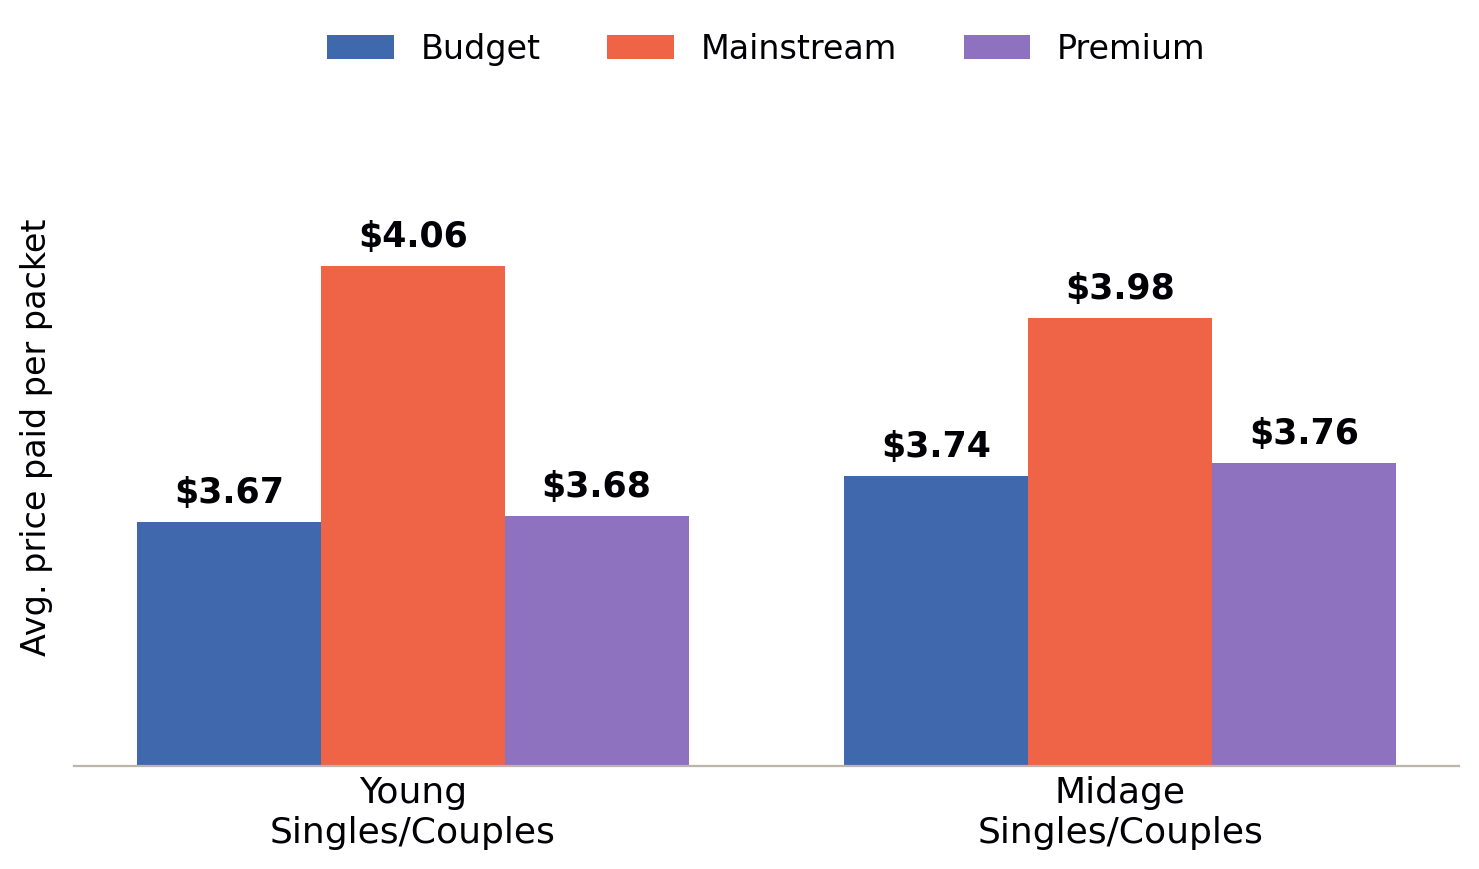 Budget Mainstream Premium
Avg. price paid per packet
$4.06
$3.98
$3.74
$3.76
$3.67
$3.68
Young
Singles/Couples
Midage
Singles/Couples